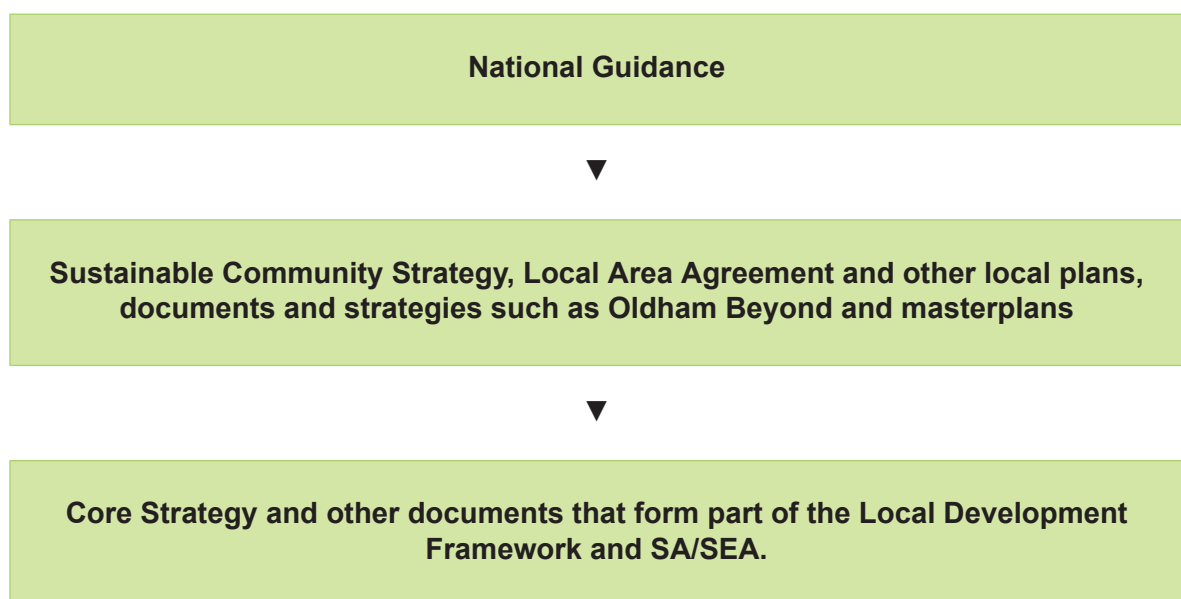 National Guidance
▼
Sustainable Community Strategy, Local Area Agreement and other local plans,
documents and strategies such as Oldham Beyond and masterplans
▼
Core Strategy and other documents that form part of the Local Development
Framework and SA/SEA.